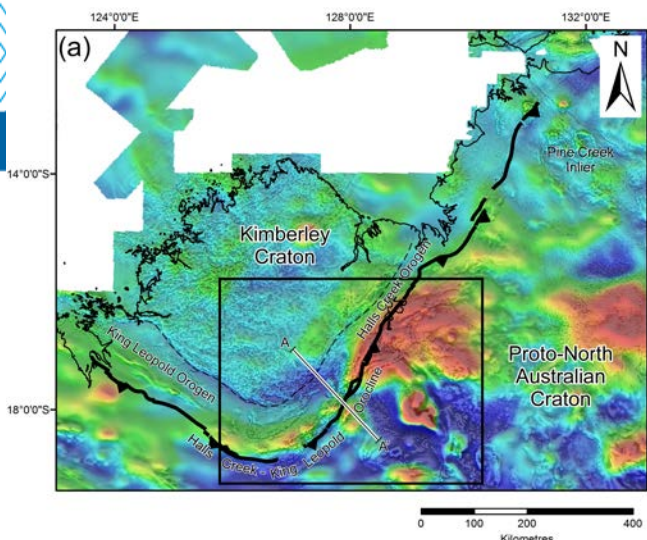 124°0'0"E
128°0'0"E
132°0'0"E
(a)
N
Pine Creek
Inlier
14°0'0"S
Kimberley
Craton
Halls Creek Orogen
King Leopold Orogen
A
Proto-North
Australian
Craton
18°0'0"S
Halls Creek - King Leopold Orocline
A
0 100 200 400
Kilometres